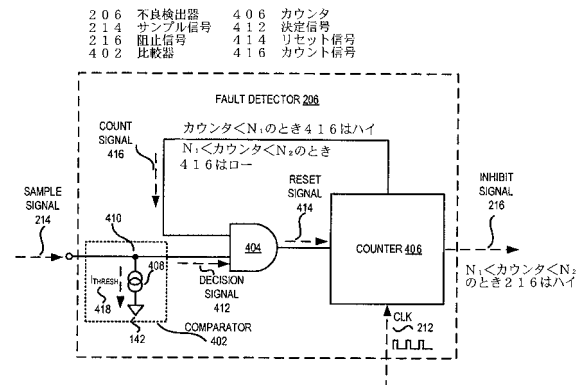 ２０６ 不良検出器 ４０６ カウンタ
２１４ サンプル信号 ４１２ 決定信号
２１６ 阻止信号 ４１４ リセット信号
４０２ 比較器 ４１６ カウント信号
FAULT DETECTOR 206
COUNT
SIGNAL
416
カウンタ＜N₁のとき４１６はハイ
N₁＜カウンタ＜N₂のとき
４１６はロー
SAMPLE
SIGNAL
214
RESET
SIGNAL
414
INHIBIT
SIGNAL
216
410
404
COUNTER 406
408
ITHRESH
418
DECISION
SIGNAL
412
N₁＜カウンタ＜N₂
のとき２１６はハイ
142
COMPARATOR
402
CLK
212